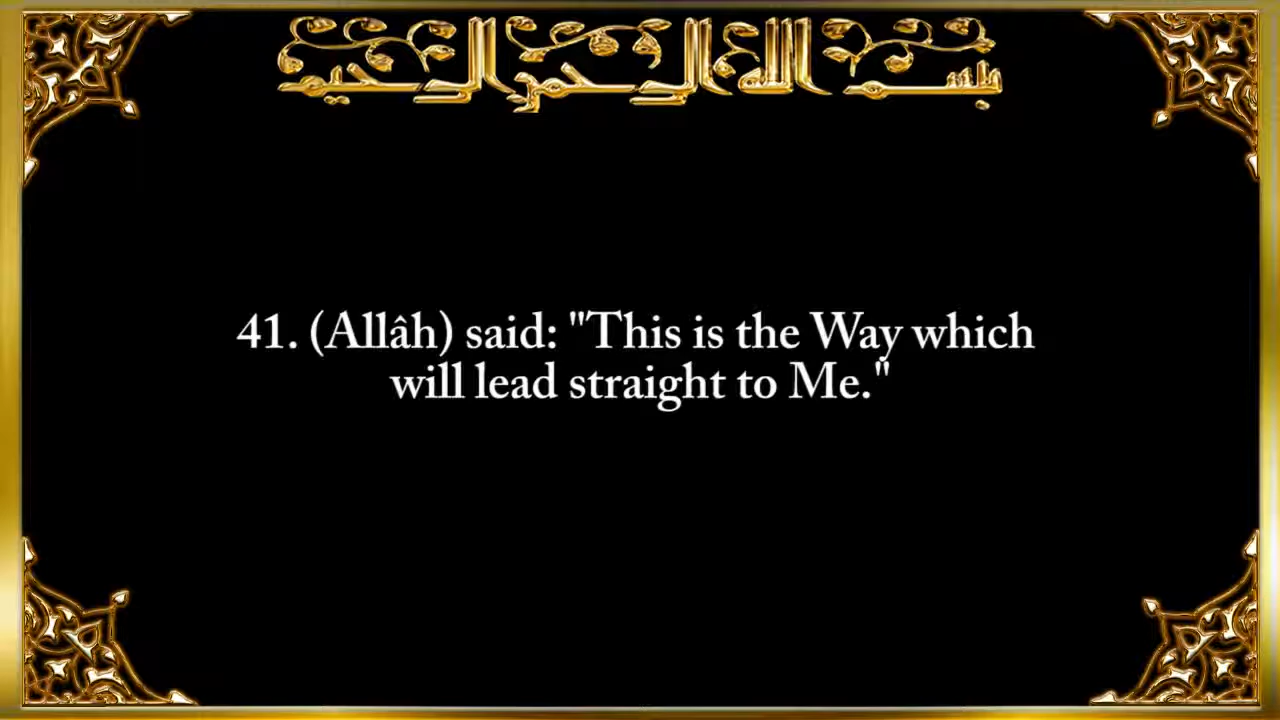 بسم الله الرحمن الرحيم
41. (Allâh) said: "This is the Way which
will lead straight to Me."